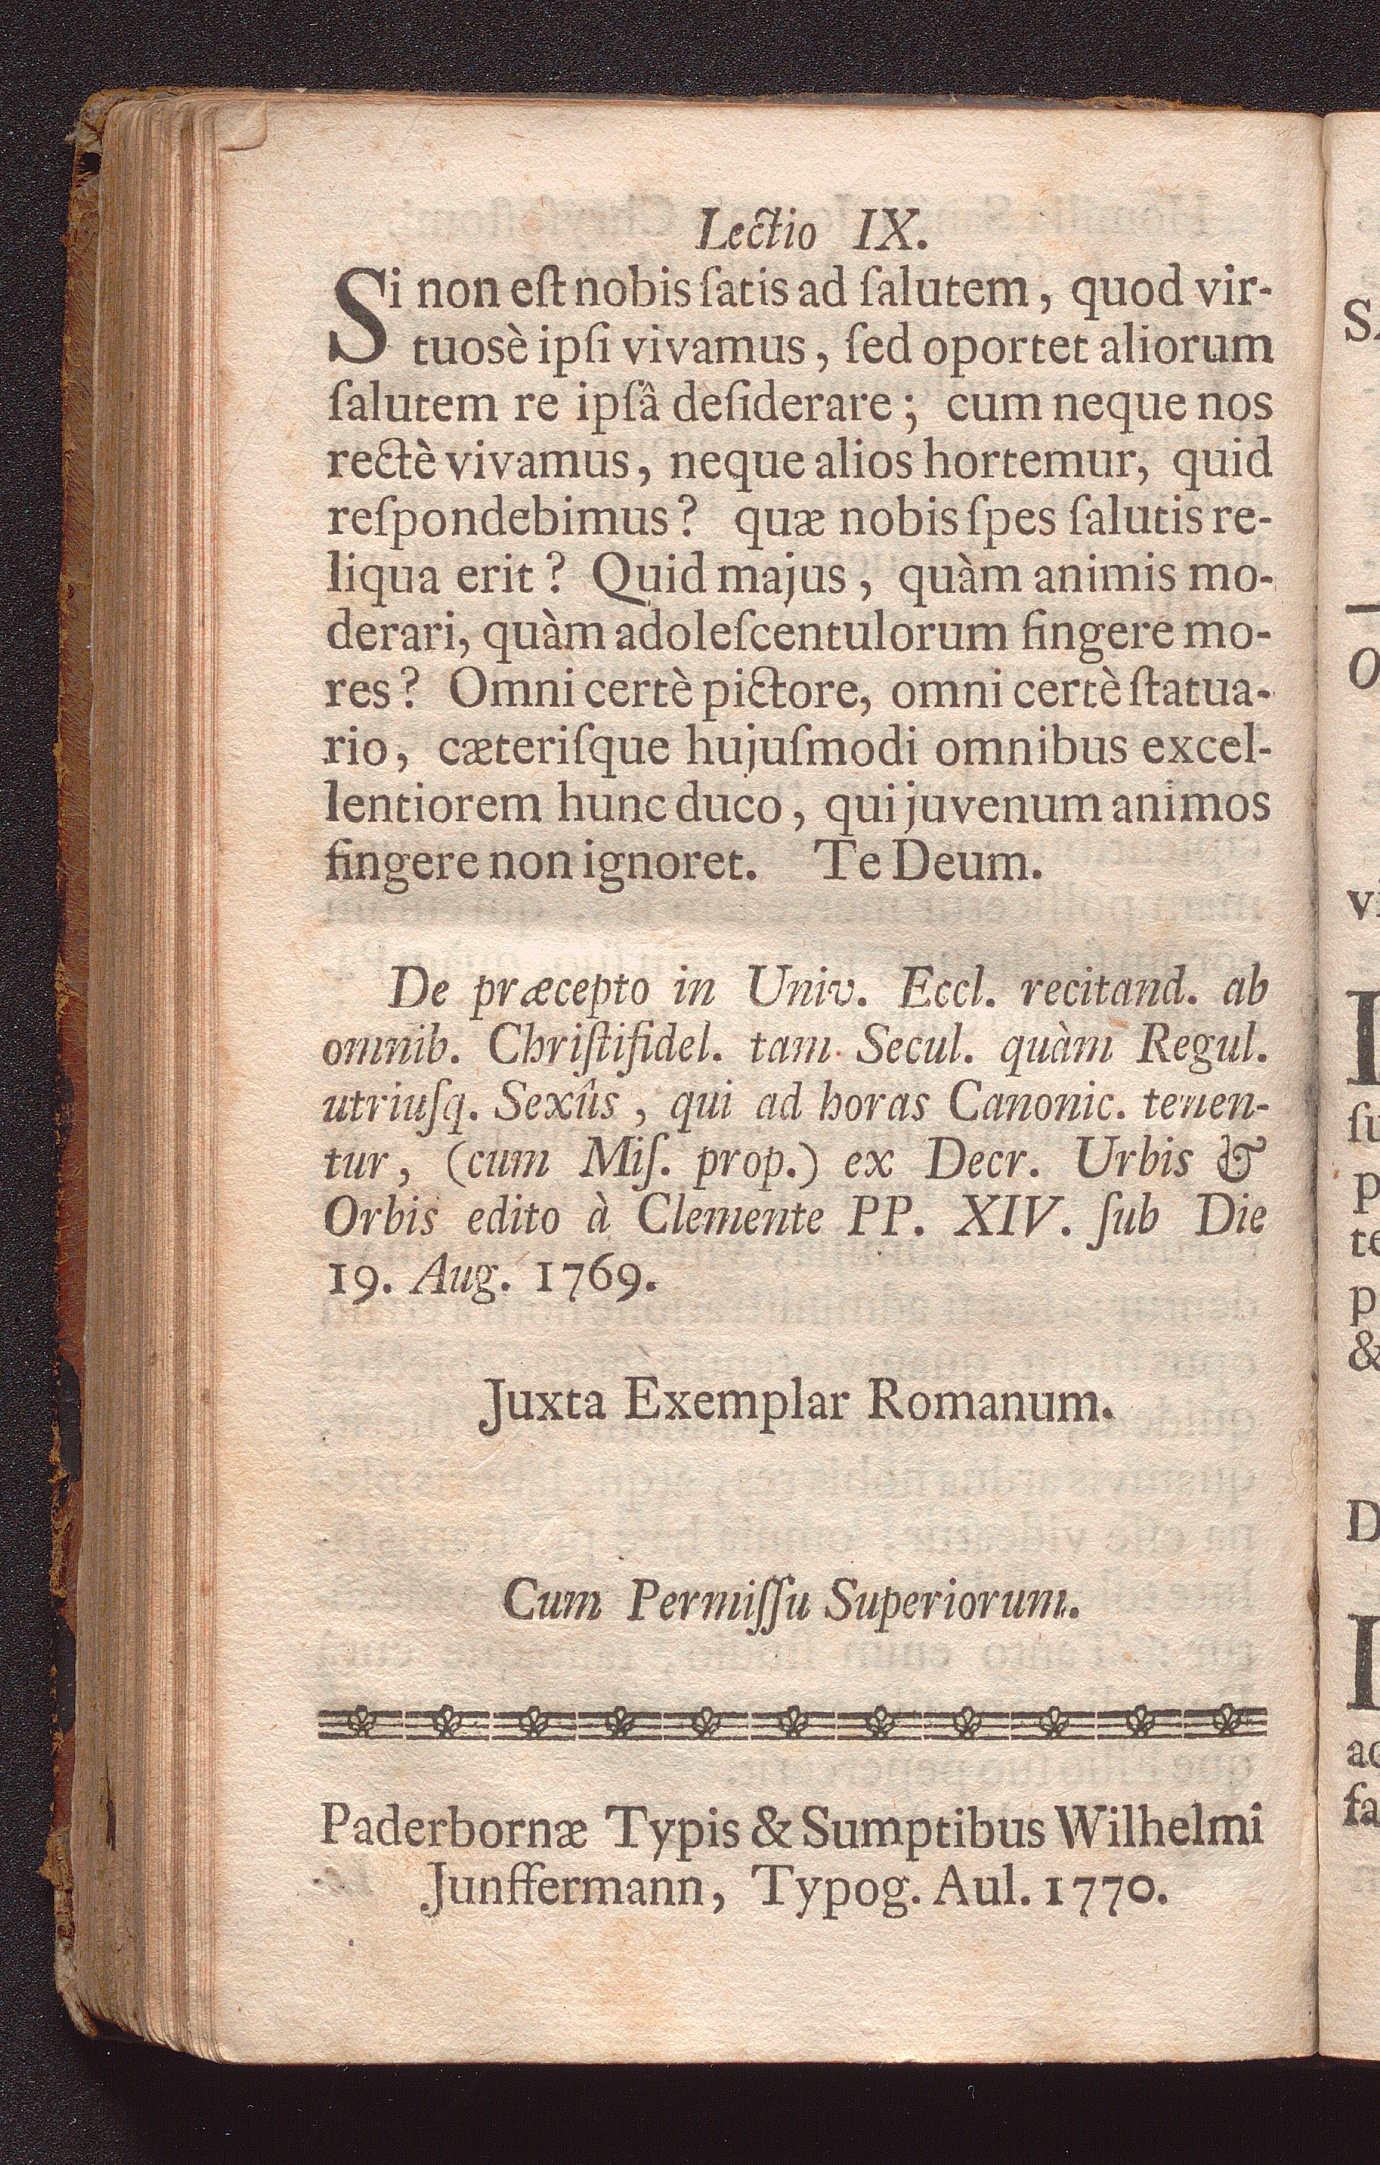 Lectio IX.
Si non eſt nobis ſatis ad ſalutem, quod vir-
tuosè ipſi vivamus, ſed oportet aliorum
ſalutem re ipſâ deſiderare; cum neque nos
rectè vivamus, neque alios hortemur, quid
reſpondebimus? quæ nobis ſpes ſalutis re-
liqua erit? Quid majus, quàm animis mo-
derari, quàm adoleſcentulorum fingere mo-
res? Omni certè pictore, omni certè ſtatua-
rio, cæteriſque hujuſmodi omnibus excel-
lentiorem hunc duco, qui juvenum animos
fingere non ignoret. Te Deum.
De præcepto in Univ. Eccl. recitand. ab
omnib. Chriſtifidel. tam Secul. quàm Regul.
utriuſq. Sexûs, qui ad horas Canonic. tenen-
tur, (cum Miſ. prop.) ex Decr. Urbis &
Orbis edito à Clemente PP. XIV. ſub Die
19. Aug. 1769.
Juxta Exemplar Romanum.
Cum Permiſſu Superiorum.
Paderbornæ Typis & Sumptibus Wilhelmi
Junffermann, Typog. Aul. 1770.